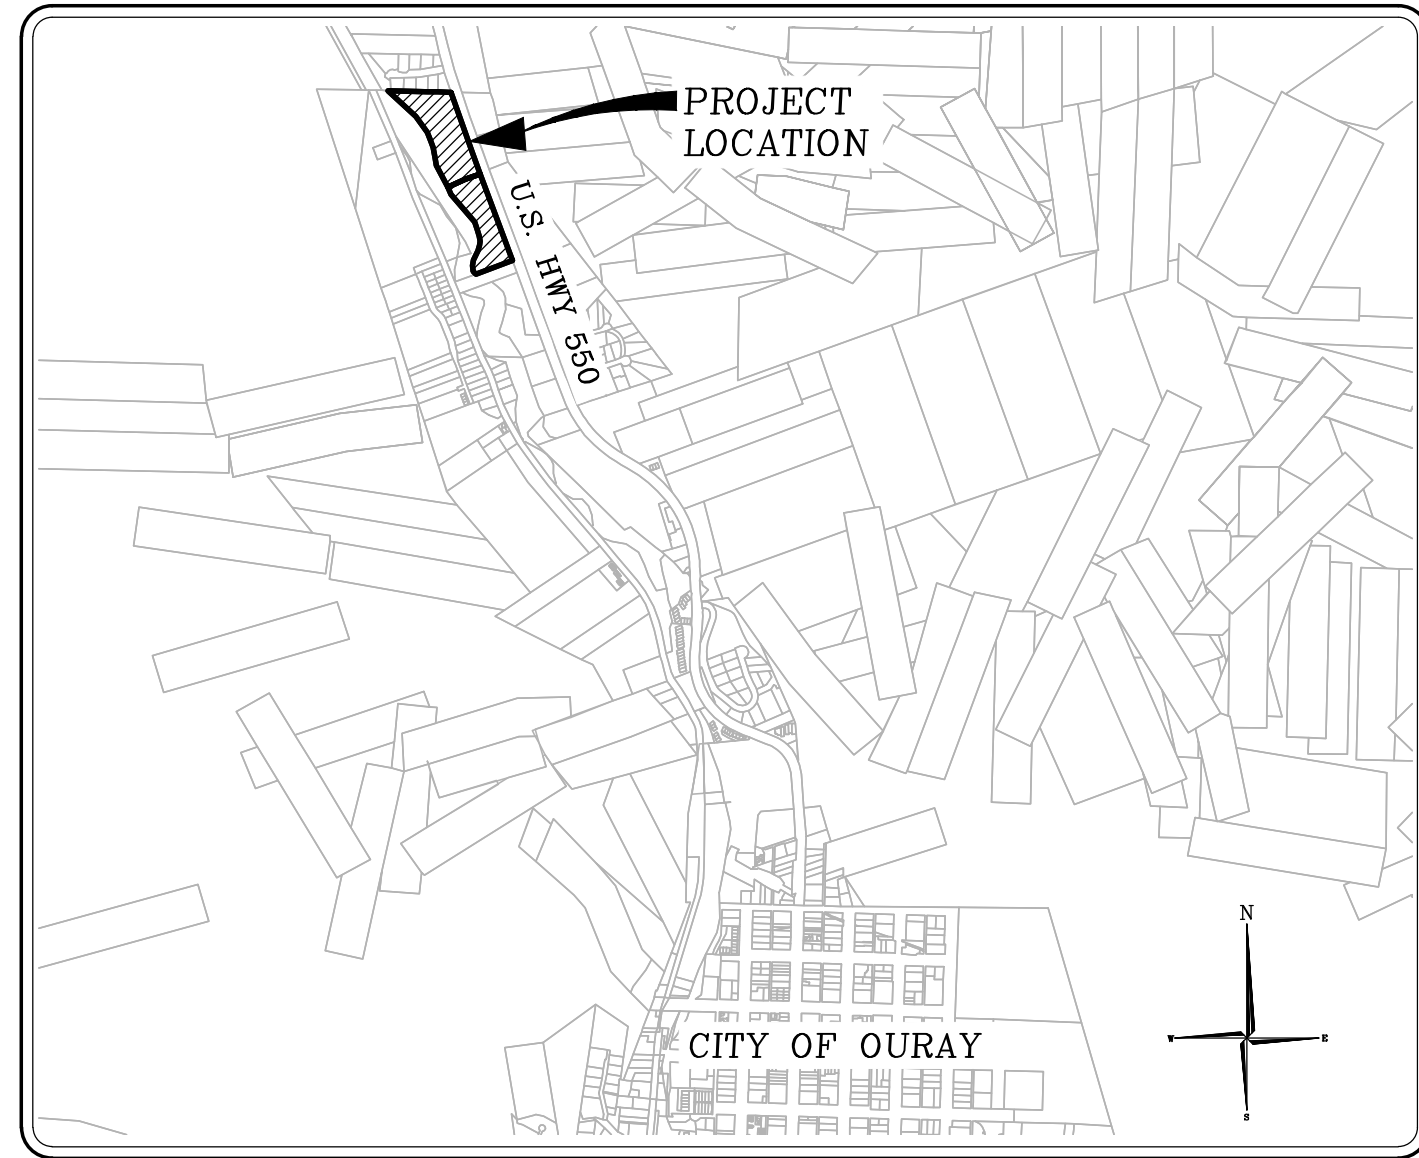 PROJECT
LOCATION
U.S. HWY 550
N
W
E
S
CITY OF OURAY